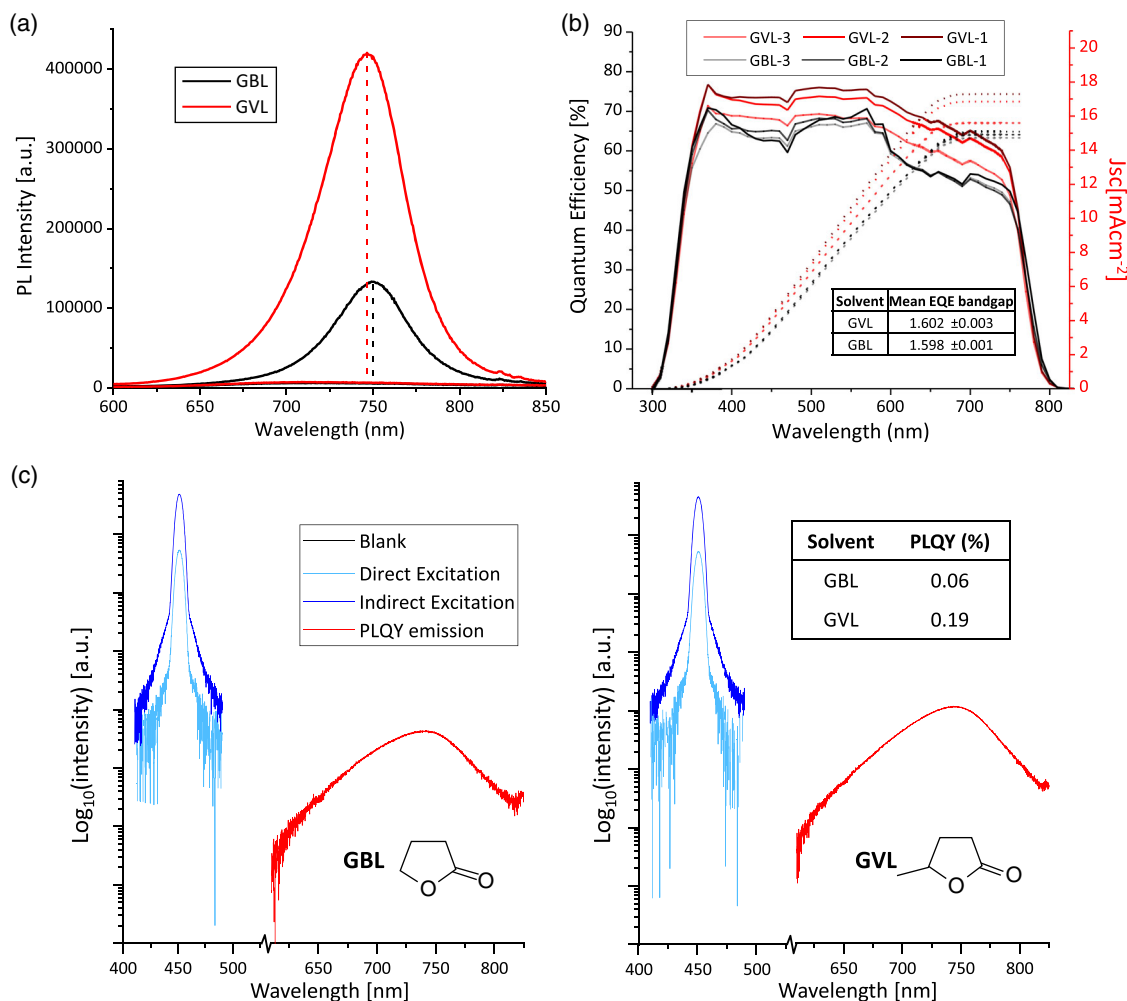 (a)
PL Intensity [a.u.]
400000
300000
200000
100000
0
GBL
GVL
600 650 700 750 800 850
Wavelength (nm)
(b)
Quantum Efficiency [%]
90
80
70
60
50
40
30
20
10
0
GVL-3 GVL-2 GVL-1
GBL-3 GBL-2 GBL-1
Solvent Mean EQE bandgap
GVL 1.602 ±0.003
GBL 1.598 ±0.001
20
18
16
14
12
10
8
6
4
2
0
Jsc[mAcm-2]
300 400 500 600 700 800
Wavelength (nm)
(c)
Log10(intensity) [a.u.]
Blank
Direct Excitation
Indirect Excitation
PLQY emission
GBL
O
O
400 450 500 650 700 750 800
Wavelength [nm]
Log10(intensity) [a.u.]
Solvent PLQY (%)
GBL 0.06
GVL 0.19
GVL
O
O
400 450 500 650 700 750 800
Wavelength [nm]